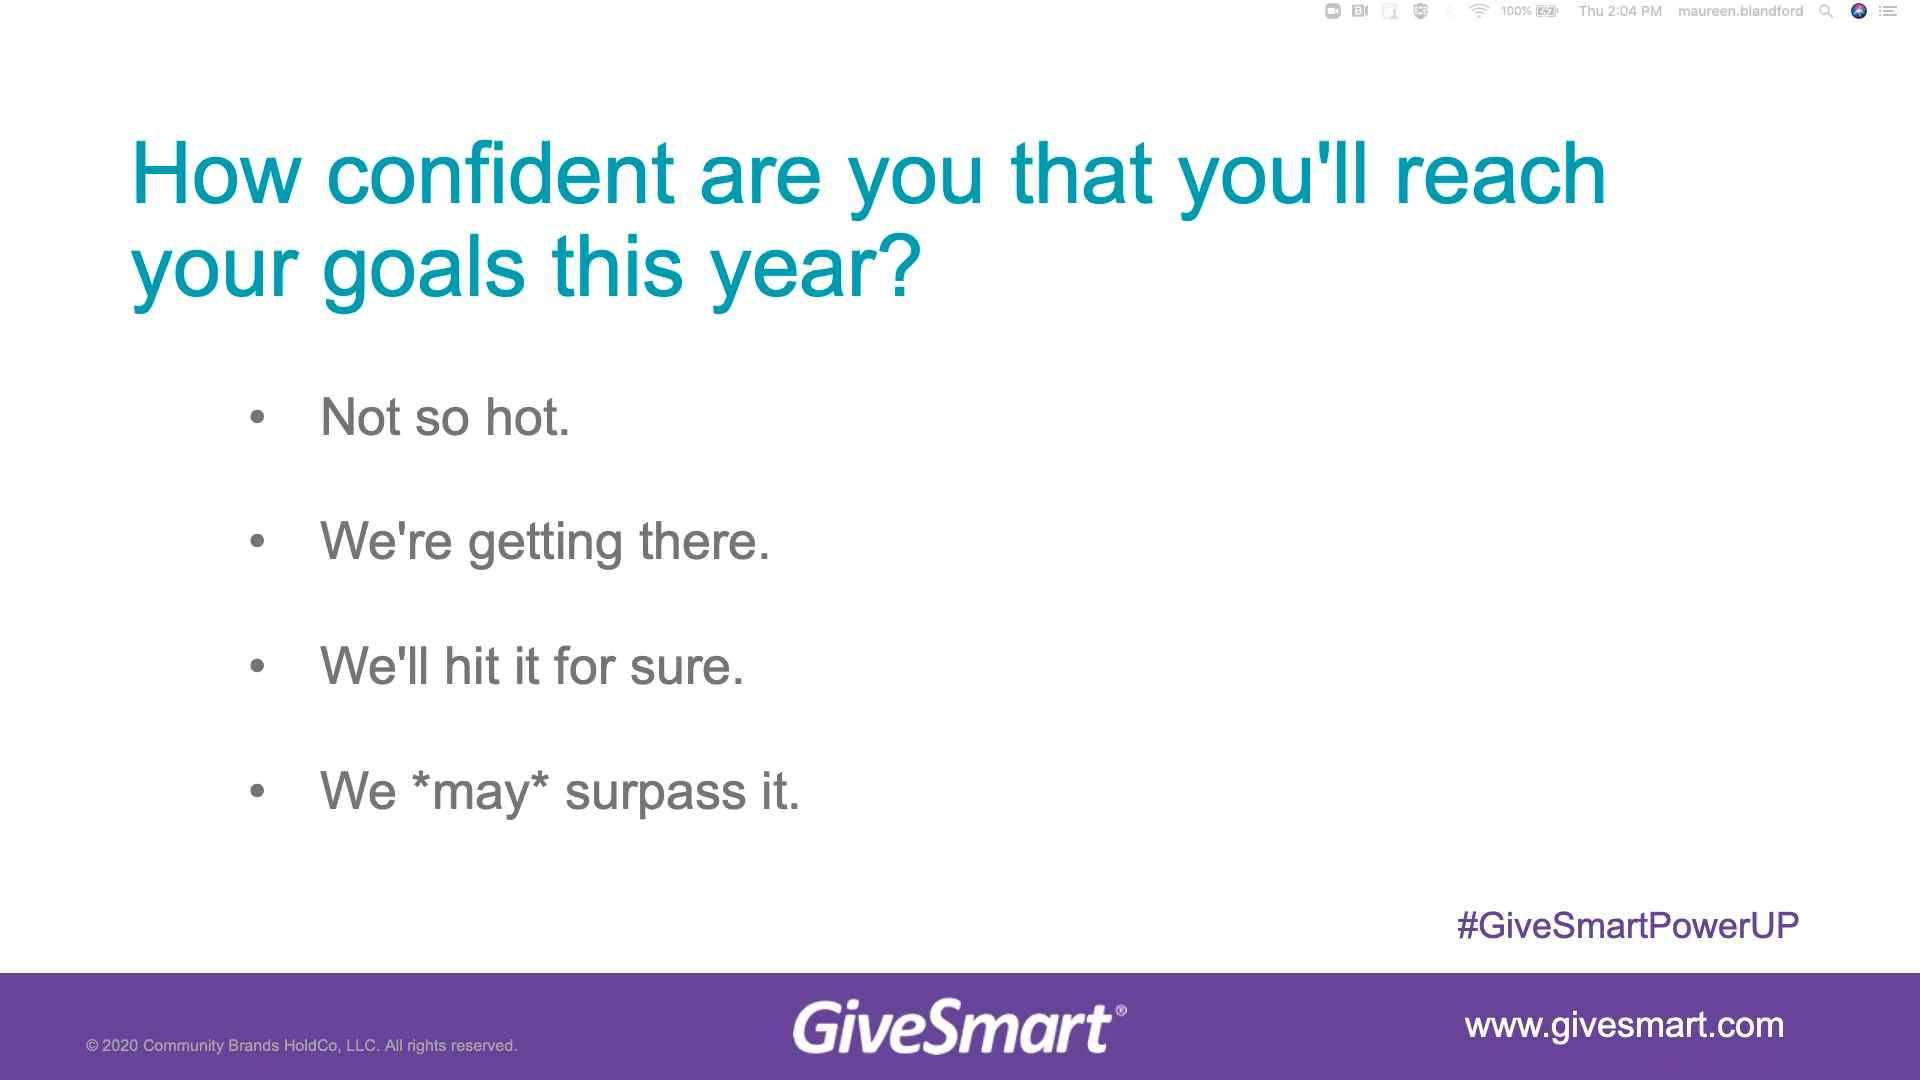 100% Thu 2:04 PM maureen.blandford
How confident are you that you'll reach
your goals this year?
• Not so hot.
• We're getting there.
• We'll hit it for sure.
• We *may* surpass it.
#GiveSmartPowerUP
GiveSmart®
www.givesmart.com
© 2020 Community Brands HoldCo, LLC. All rights reserved.